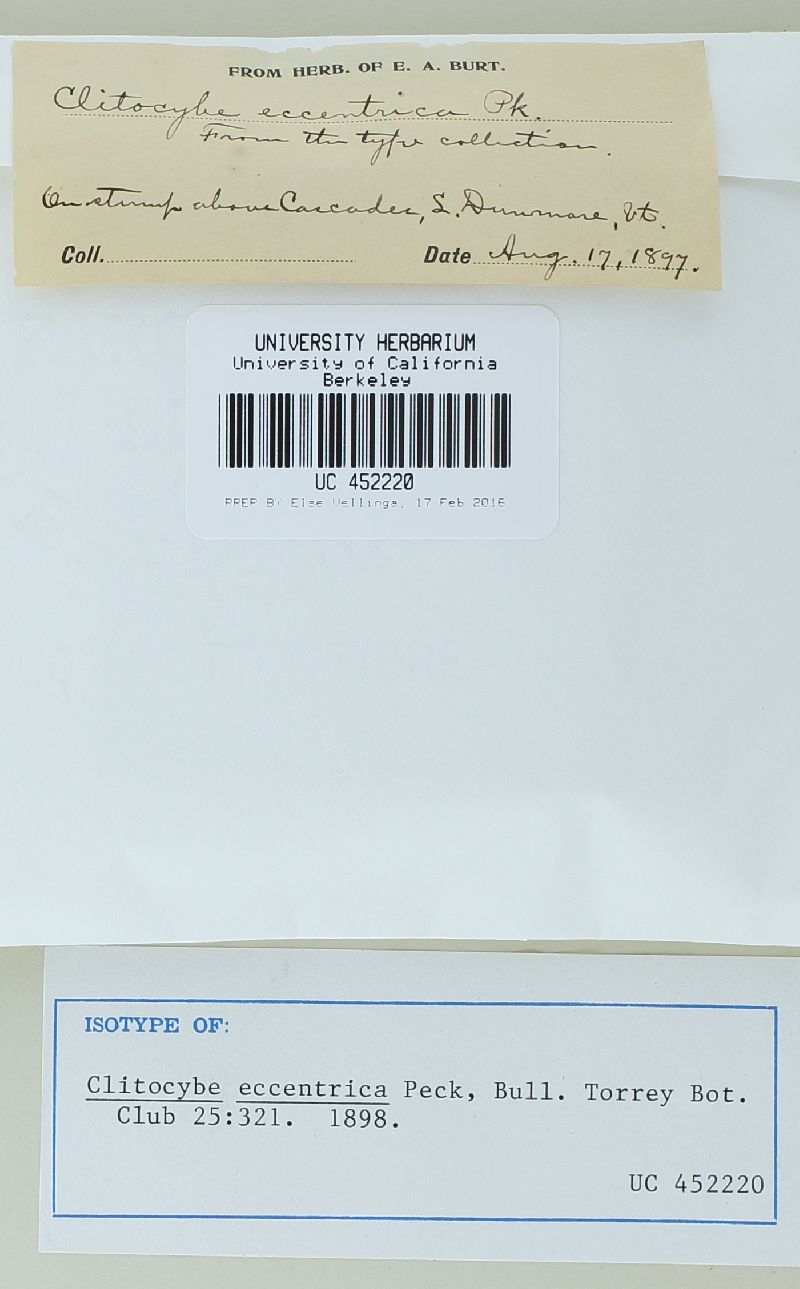 FROM HERB. OF E. A. BURT.
Clitocybe eccentrica Pk.
From the type collection.
On stump above Cascades, L. Dunmore, Vt.
Coll. Date Aug. 17, 1897.
UNIVERSITY HERBARIUM
University of California
Berkeley
UC 452220
PREP BY Else Vellinga, 17 Feb 2016
ISOTYPE OF:
Clitocybe eccentrica Peck, Bull. Torrey Bot.
Club 25:321. 1898.
UC 452220